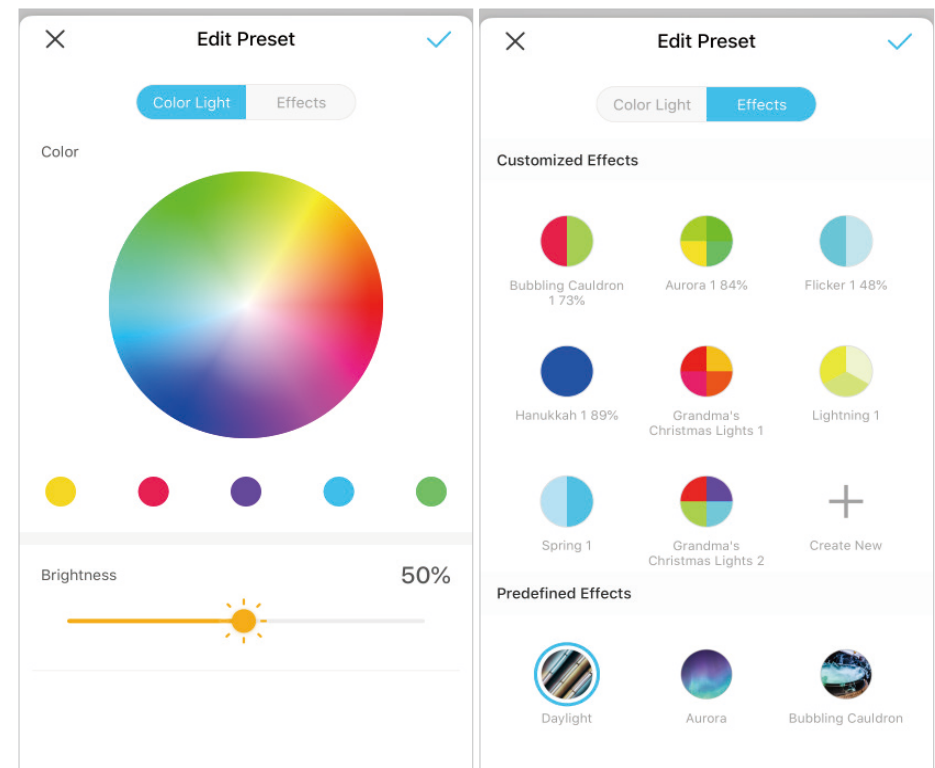 Edit Preset
Color Light
Effects
Color
Brightness
50%
Edit Preset
Color Light
Effects
Customized Effects
Bubbling Cauldron
1 73%
Aurora 1 84%
Flicker 1 48%
Hanukkah 1 89%
Grandma's
Christmas Lights 1
Lightning 1
Spring 1
Grandma's
Christmas Lights 2
Create New
Predefined Effects
Daylight
Aurora
Bubbling Cauldron